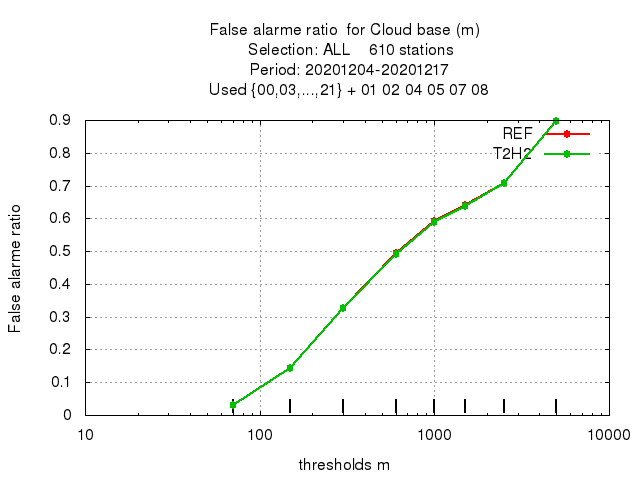 False alarme ratio  for Cloud base (m)
Selection: ALL    610 stations
Period: 20201204-20201217
Used {00,03,...,21} + 01 02 04 05 07 08
REF
T2H2
0.9
0.8
0.7
0.6
0.5
0.4
0.3
0.2
0.1
0
False alarme ratio
10
100
1000
10000
thresholds m